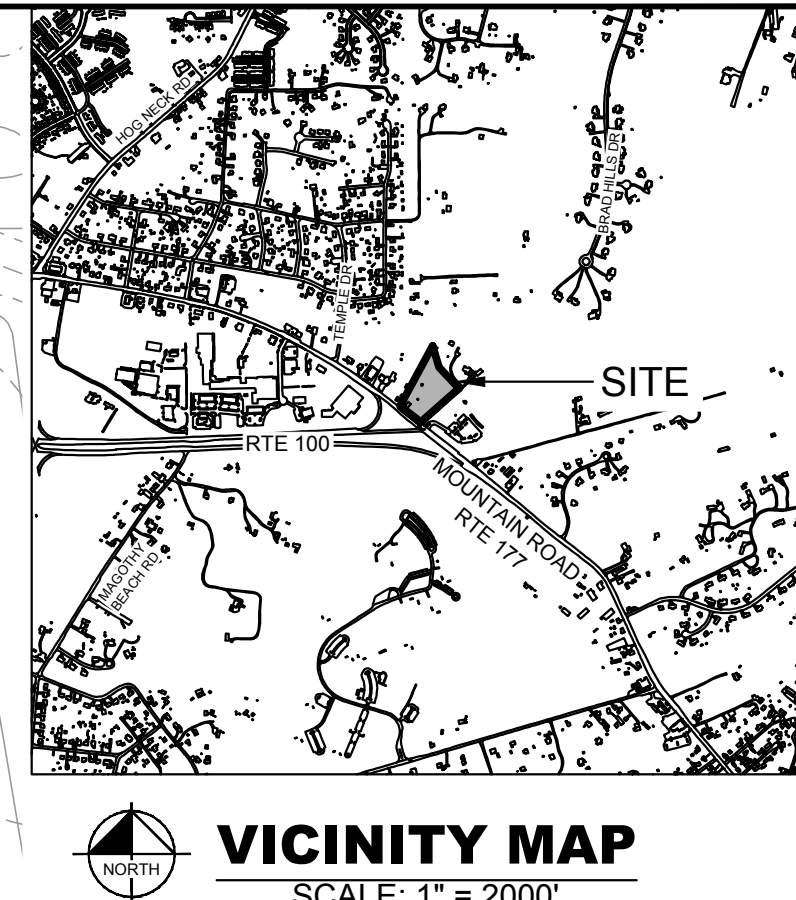 HOG NECK RD
BRAD HILLS DR
TEMPLE DR
SITE
RTE 100
MOUNTAIN ROAD
RTE 177
MAGOTHY
BEACH RD
NORTH
VICINITY MAP
SCALE: 1" = 2000'